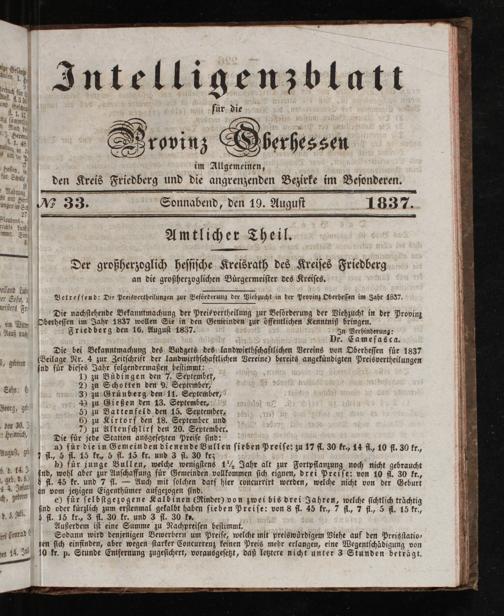 Intelligenzblatt
für die
Provinz Oberhessen
im Allgemeinen,
den Kreis Friedberg und die angrenzenden Bezirke im Besonderen.
№ 33. Sonnabend, den 19. August 1837.
Amtlicher Theil.
Der großherzoglich hessische Kreisrath des Kreises Friedberg
an die großherzoglichen Bürgermeister des Kreises.
Betreffend: Die Preisvertheilungen zur Beförderung der Viehzucht in der Provinz Oberhessen im Jahr 1837.
Die nachstehende Bekanntmachung der Preisvertheilung zur Beförderung der Viehzucht in der Provinz
Oberhessen im Jahr 1837 wollen Sie in den Gemeinden zur öffentlichen Kenntniß bringen.
Friedberg den 16. August 1837. In Verhinderung:
Dr. Camesasca.
Die bei Bekanntmachung des Budgets des landwirthschaftlichen Vereins von Oberhessen für 1837
(Beilage Nr. 4 zur Zeitschrift der landwirthschaftlichen Vereine) bereits angekündigten Preisvertheilungen
sind für dieses Jahr folgendermaßen bestimmt:
1) zu Büdingen den 7. September,
2) zu Schotten den 9. September,
3) zu Grünberg den 11. September,
4) zu Gießen den 13. September,
5) zu Battenfeld den 15. September,
6) zu Kirtorf den 18. September und
7) zu Altenschlirf den 20. September.
Die für jede Station ausgesetzten Preise sind:
a) für die in Gemeinden dienende Bullen sieben Preise: zu 17 fl. 30 kr., 14 fl., 10 fl. 30 kr.,
7 fl., 5 fl. 15 kr., 5 fl. 15 kr. und 3 fl. 30 kr;
b) für junge Bullen, welche wenigstens 1¼ Jahr alt zur Fortpflanzung noch nicht gebraucht
sind, wohl aber zur Anschaffung für Gemeinden vollkommen sich eignen, drei Preise: von 10 fl. 30 kr.,
8 fl. 45 kr. und 7 fl. — Auch mit solchen darf hier concurrirt werden, welche nicht von der Geburt
an vom jetzigen Eigenthümer aufgezogen sind.
c) für selbstgezogene Kalbinen (Rinder) von zwei bis drei Jahren, welche sichtlich trächtig
sind oder kürzlich zum erstenmal gekalbt haben sieben Preise: von 8 fl. 45 kr., 7 fl., 7 fl., 5 fl. 15 kr.,
5 fl. 15 kr., 3 fl. 30 kr. und 3 fl. 30 kr.
Außerdem ist eine Summe zu Nachpreisen bestimmt.
Sodann wird denjenigen Bewerbern um Preise, welche mit preiswürdigem Viehe auf den Preisstatio-
nen sich einfinden, aber wegen starker Concurrenz keinen Preis mehr erlangen, eine Wegentschädigung von
10 kr. p. Stunde Entfernung zugesichert, vorausgesetzt, daß letztere nicht unter 3 Stunden beträgt.